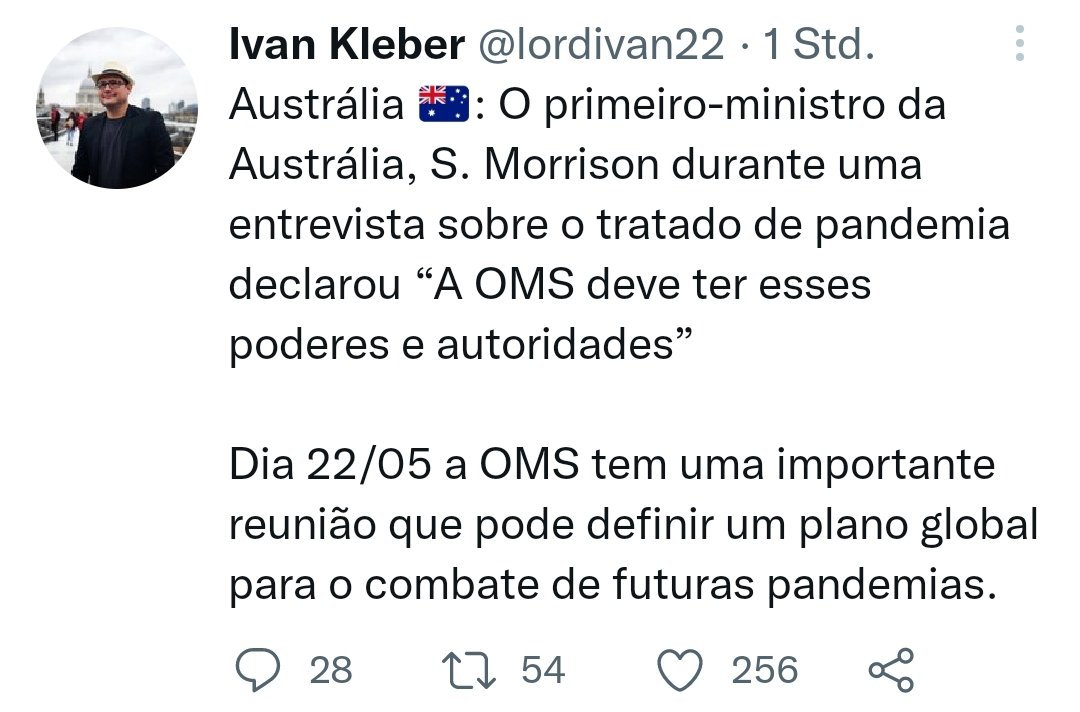 Ivan Kleber @lordivan22 · 1 Std.
Austrália 🇦🇺: O primeiro-ministro da
Austrália, S. Morrison durante uma
entrevista sobre o tratado de pandemia
declarou “A OMS deve ter esses
poderes e autoridades”
Dia 22/05 a OMS tem uma importante
reunião que pode definir um plano global
para o combate de futuras pandemias.
28 54 256